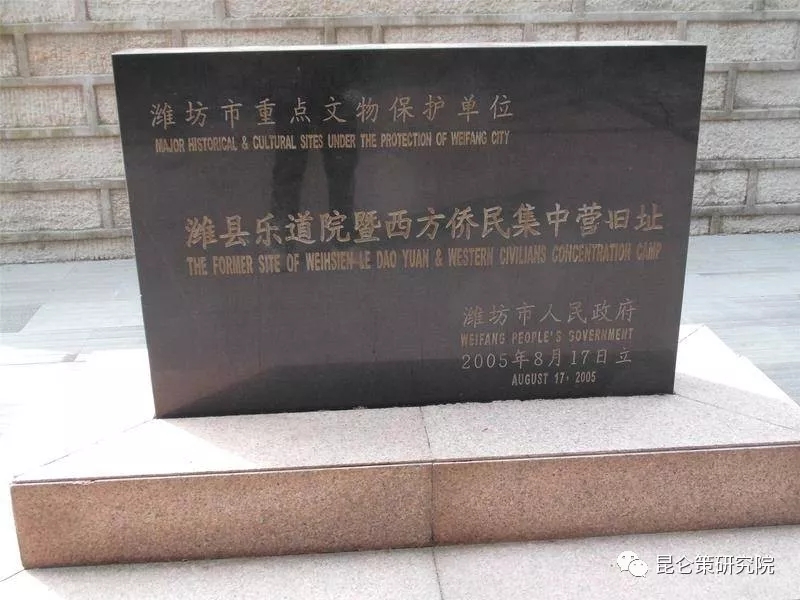 潍坊市重点文物保护单位
MAJOR HISTORICAL & CULTURAL SITES UNDER THE PROTECTION OF WEIFANG CITY
潍县乐道院暨西方侨民集中营旧址
THE FORMER SITE OF WEIHSIEN LE DAO YUAN & WESTERN CIVILIANS CONCENTRATION CAMP
潍坊市人民政府
WEIFANG PEOPLE'S GOVERNMENT
2005年8月17日立
AUGUST 17, 2005
昆仑策研究院